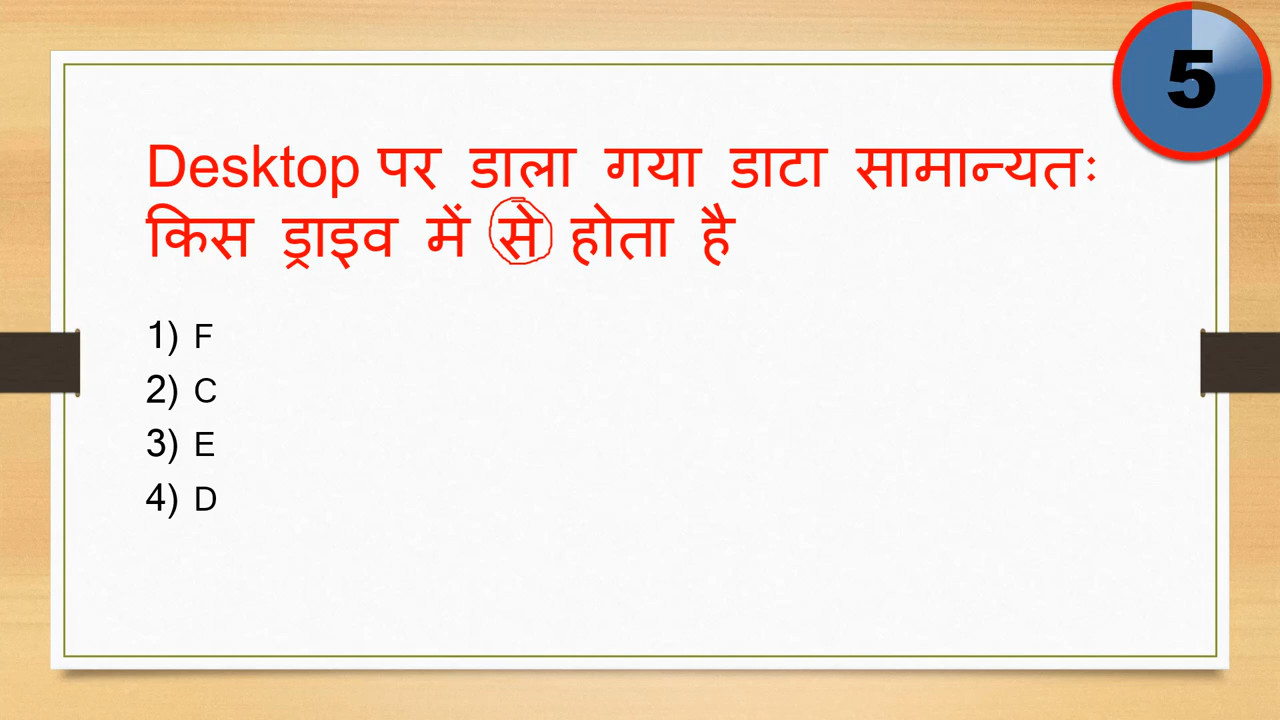 5
Desktop पर डाला गया डाटा सामान्यतः
किस ड्राइव में से होता है
1) F
2) C
3) E
4) D